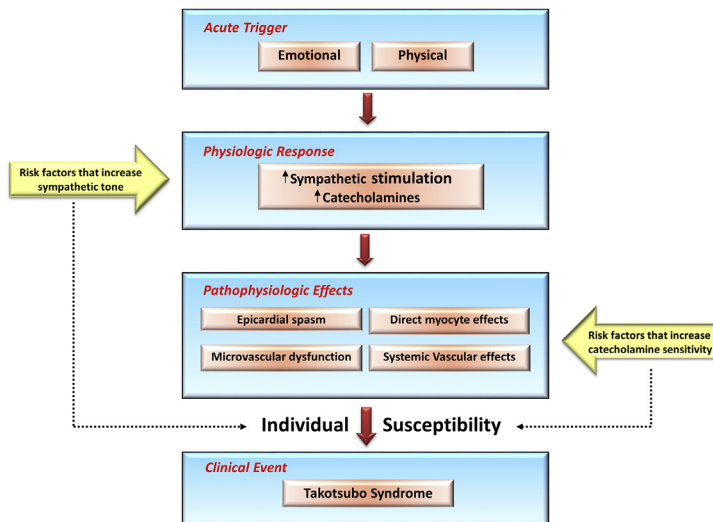 Acute Trigger
Emotional
Physical
Physiologic Response
Risk factors that increase
sympathetic tone
Sympathetic stimulation
Catecholamines
Pathophysiologic Effects
Epicardial spasm
Direct myocyte effects
Microvascular dysfunction
Systemic Vascular effects
Risk factors that increase
catecholamine sensitivity
Individual Susceptibility
Clinical Event
Takotsubo Syndrome